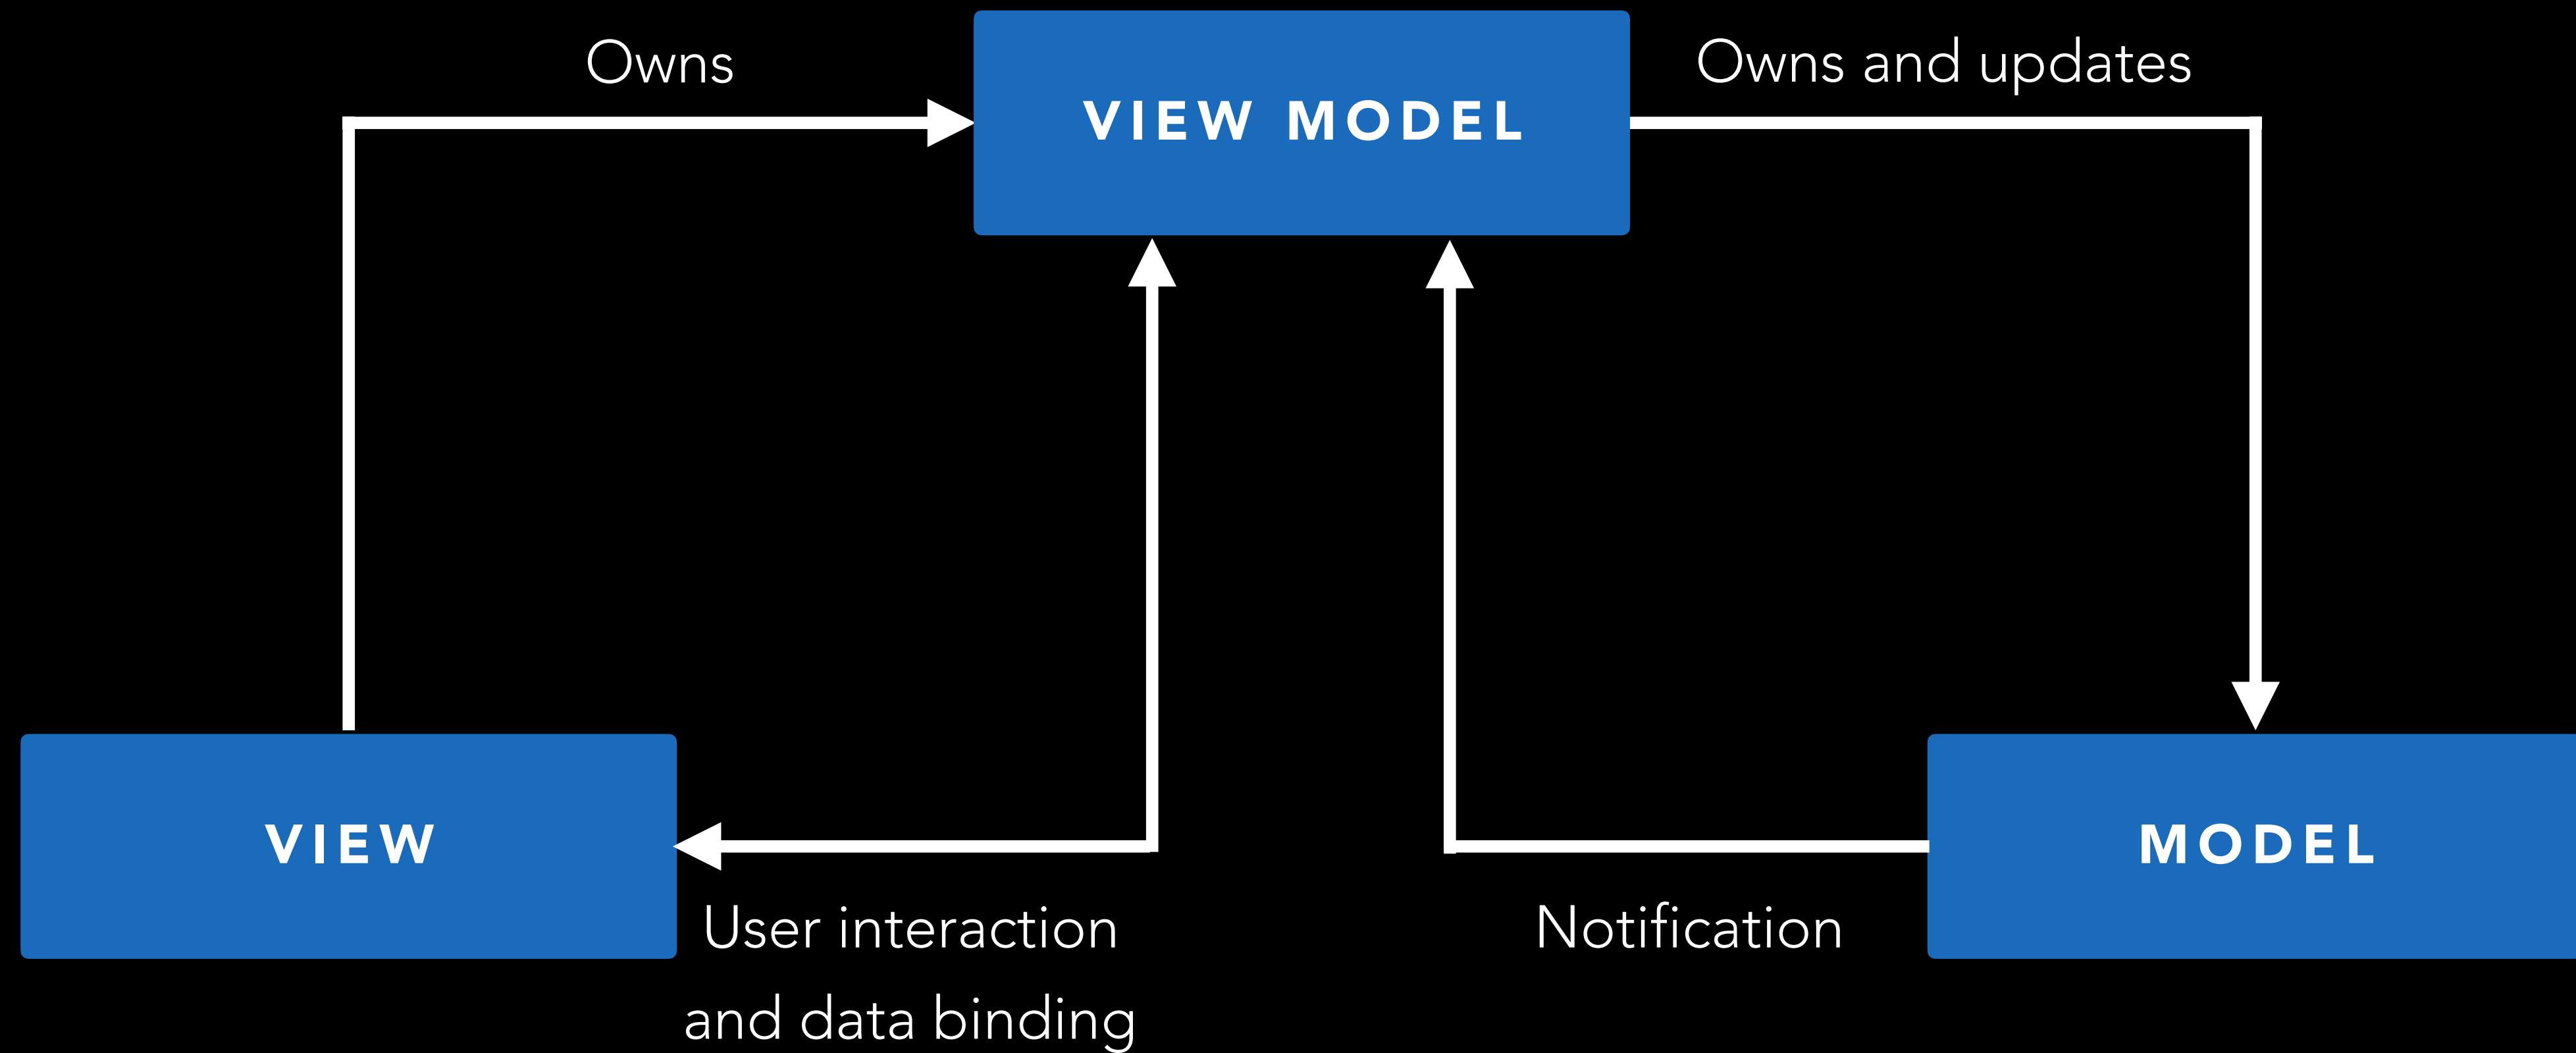 Owns
VIEW MODEL
Owns and updates
VIEW
User interaction
and data binding
Notification
MODEL